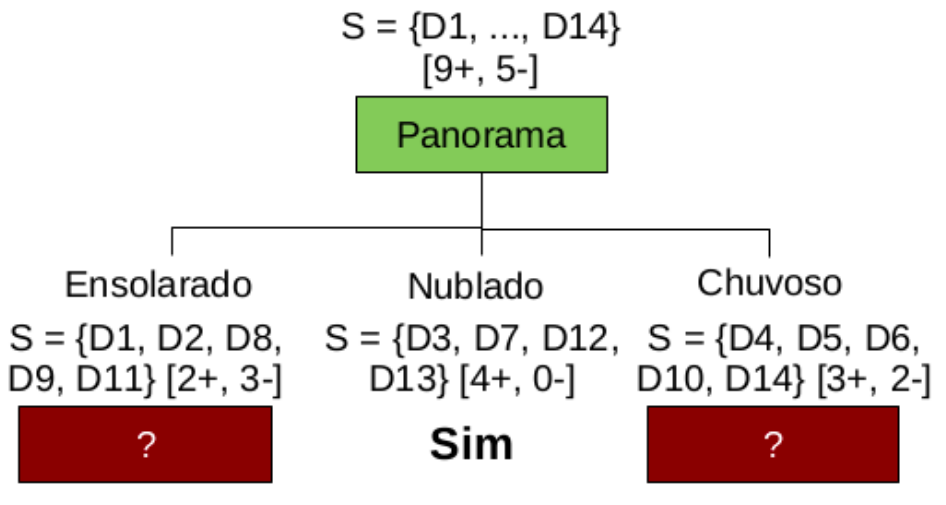 S = {D1, ..., D14}
[9+, 5-]
Panorama
Ensolarado
S = {D1, D2, D8,
D9, D11} [2+, 3-]
?
Nublado
S = {D3, D7, D12,
D13} [4+, 0-]
Sim
Chuvoso
S = {D4, D5, D6,
D10, D14} [3+, 2-]
?